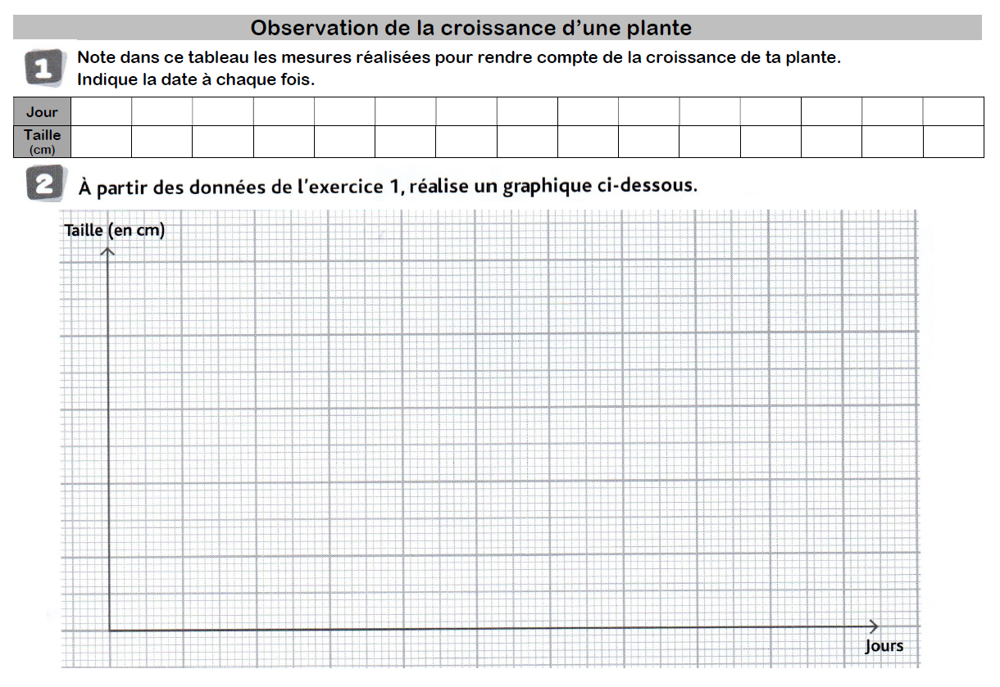 Observation de la croissance d’une plante
1
Note dans ce tableau les mesures réalisées pour rendre compte de la croissance de ta plante.
Indique la date à chaque fois.
Jour
Taille
(cm)
2
À partir des données de l’exercice 1, réalise un graphique ci-dessous.
Taille (en cm)
Jours